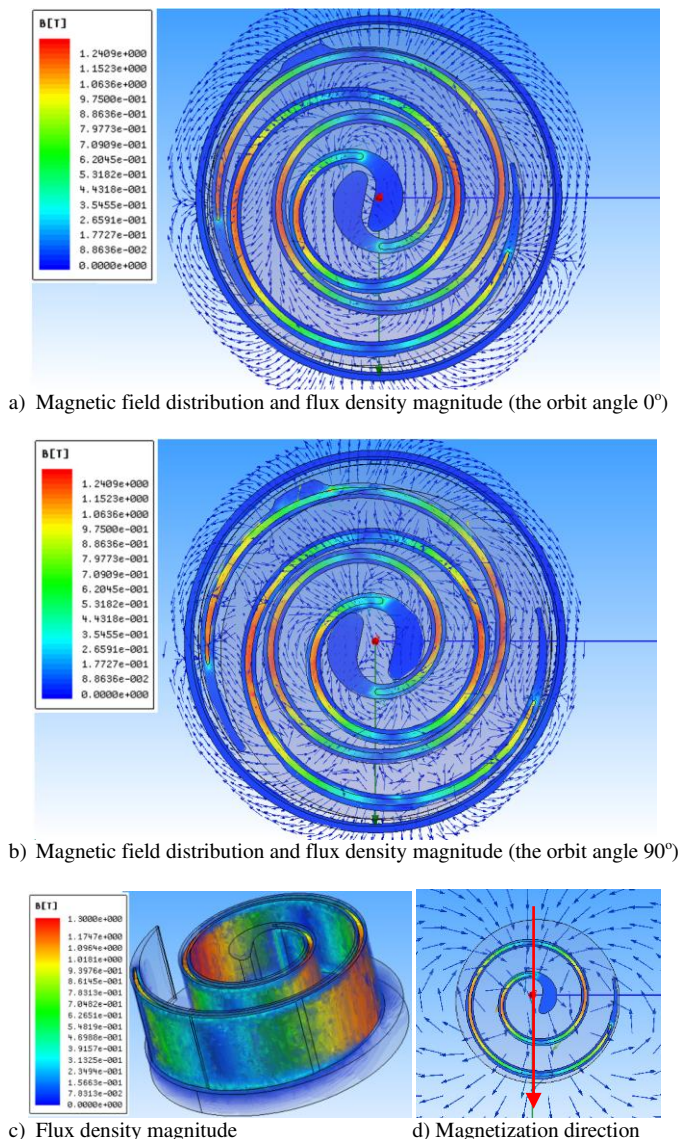 B[T]
1.2409e+000
1.1523e+000
1.0636e+000
9.7500e-001
8.8636e-001
7.9773e-001
7.0909e-001
6.2045e-001
5.3182e-001
4.4318e-001
3.5455e-001
2.6591e-001
1.7727e-001
8.8636e-002
0.0000e+000
a) Magnetic field distribution and flux density magnitude (the orbit angle 0°)
B[T]
1.2409e+000
1.1523e+000
1.0636e+000
9.7500e-001
8.8636e-001
7.9773e-001
7.0909e-001
6.2045e-001
5.3182e-001
4.4318e-001
3.5455e-001
2.6591e-001
1.7727e-001
8.8636e-002
0.0000e+000
b) Magnetic field distribution and flux density magnitude (the orbit angle 90°)
B[T]
1.3000e+000
1.1747e+000
1.0964e+000
1.0181e+000
9.3976e-001
8.6145e-001
7.8313e-001
7.0482e-001
6.2651e-001
5.4819e-001
4.6988e-001
3.9157e-001
3.1325e-001
2.3494e-001
1.5663e-001
7.8313e-002
0.0000e+000
c) Flux density magnitude
d) Magnetization direction